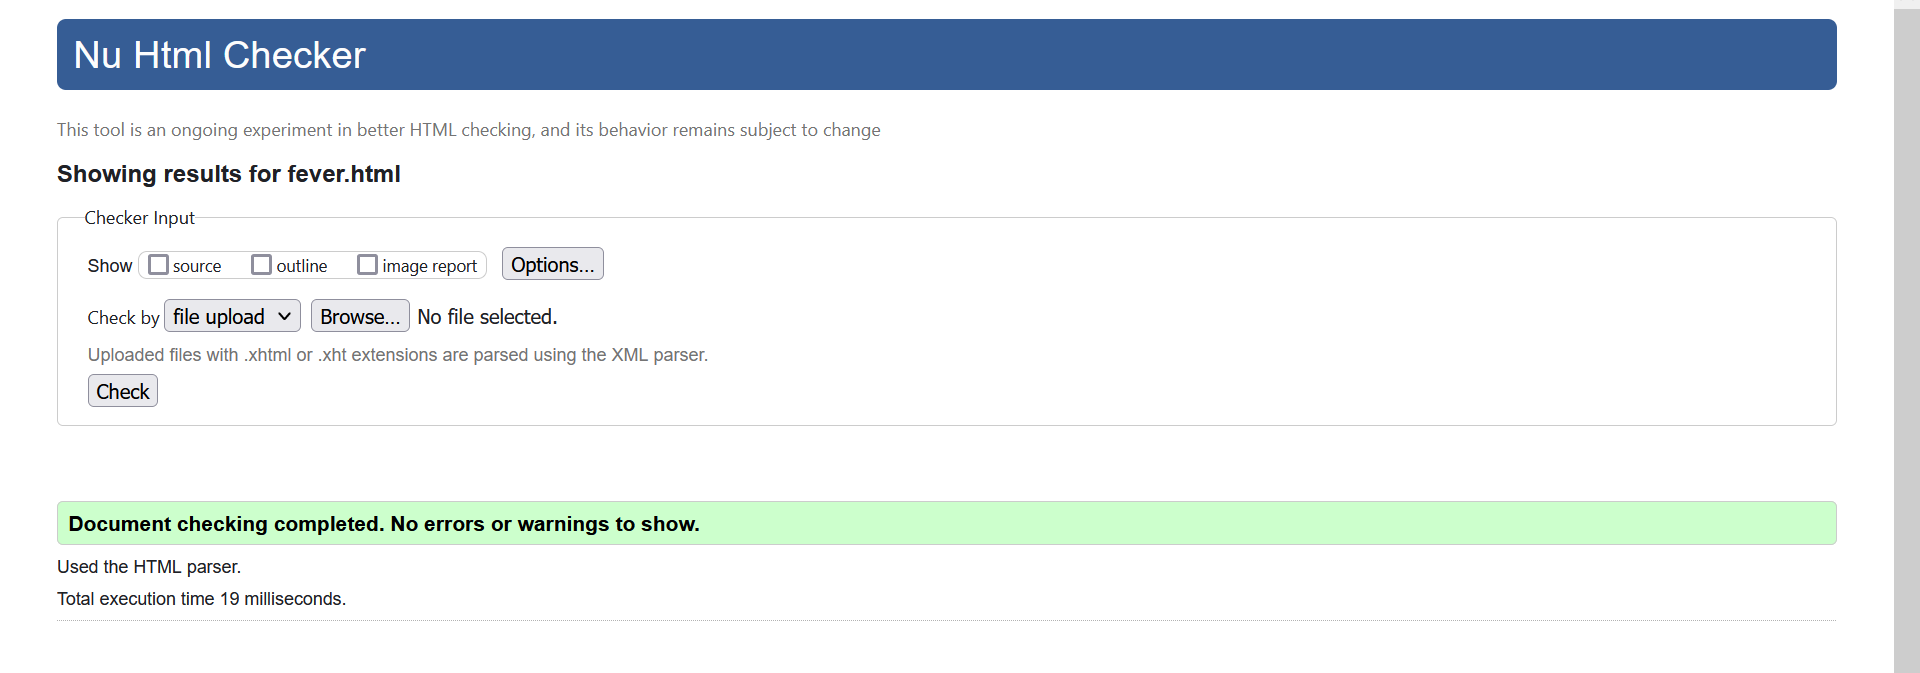 Nu Html Checker
This tool is an ongoing experiment in better HTML checking, and its behavior remains subject to change
Showing results for fever.html
Checker Input
Show source outline image report Options...
Check by file upload Browse... No file selected.
Uploaded files with .xhtml or .xht extensions are parsed using the XML parser.
Check
Document checking completed. No errors or warnings to show.
Used the HTML parser.
Total execution time 19 milliseconds.